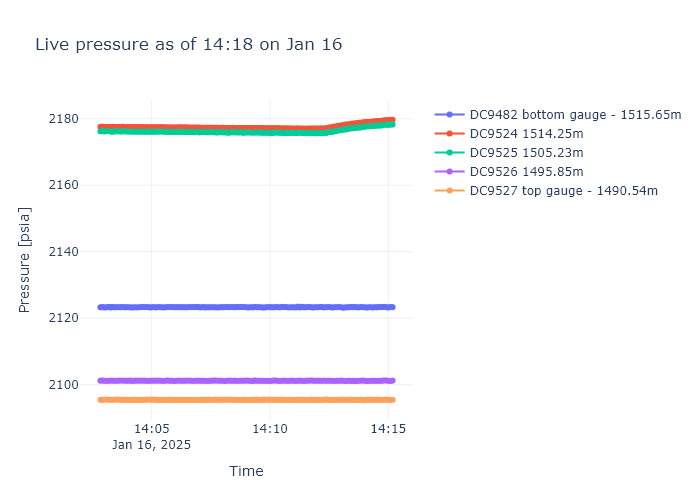 Live pressure as of 14:18 on Jan 16
DC9482 bottom gauge - 1515.65m
DC9524 1514.25m
DC9525 1505.23m
DC9526 1495.85m
DC9527 top gauge - 1490.54m
Pressure [psia]
2180
2160
2140
2120
2100
14:05
14:10
14:15
Jan 16, 2025
Time